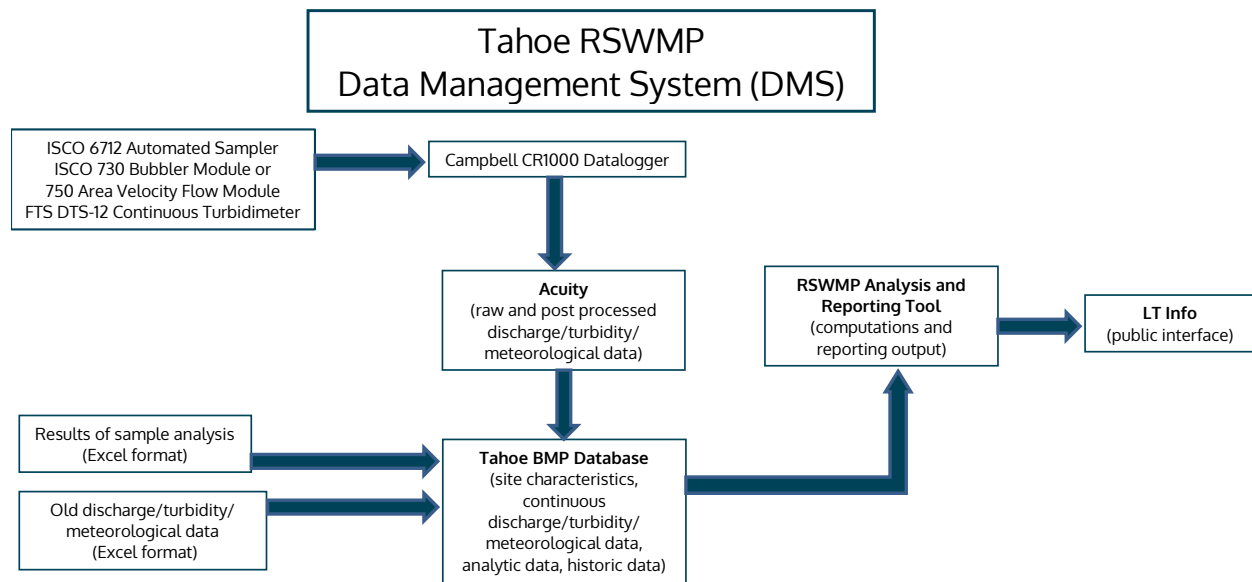 Tahoe RSWMP
Data Management System (DMS)
ISCO 6712 Automated Sampler
ISCO 730 Bubbler Module or
750 Area Velocity Flow Module
FTS DTS-12 Continuous Turbidimeter
Campbell CR1000 Datalogger
Acuity
(raw and post processed
discharge/turbidity/
meteorological data)
RSWMP Analysis and
Reporting Tool
(computations and
reporting output)
LT Info
(public interface)
Results of sample analysis
(Excel format)
Old discharge/turbidity/
meteorological data
(Excel format)
Tahoe BMP Database
(site characteristics,
continuous
discharge/turbidity/
meteorological data,
analytic data, historic data)